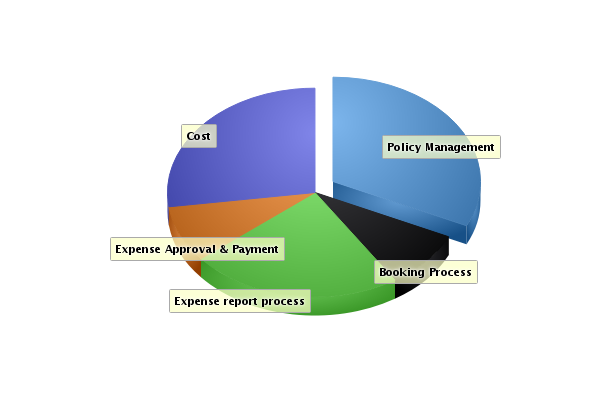 Cost
Policy Management
Expense Approval & Payment
Booking Process
Expense report process